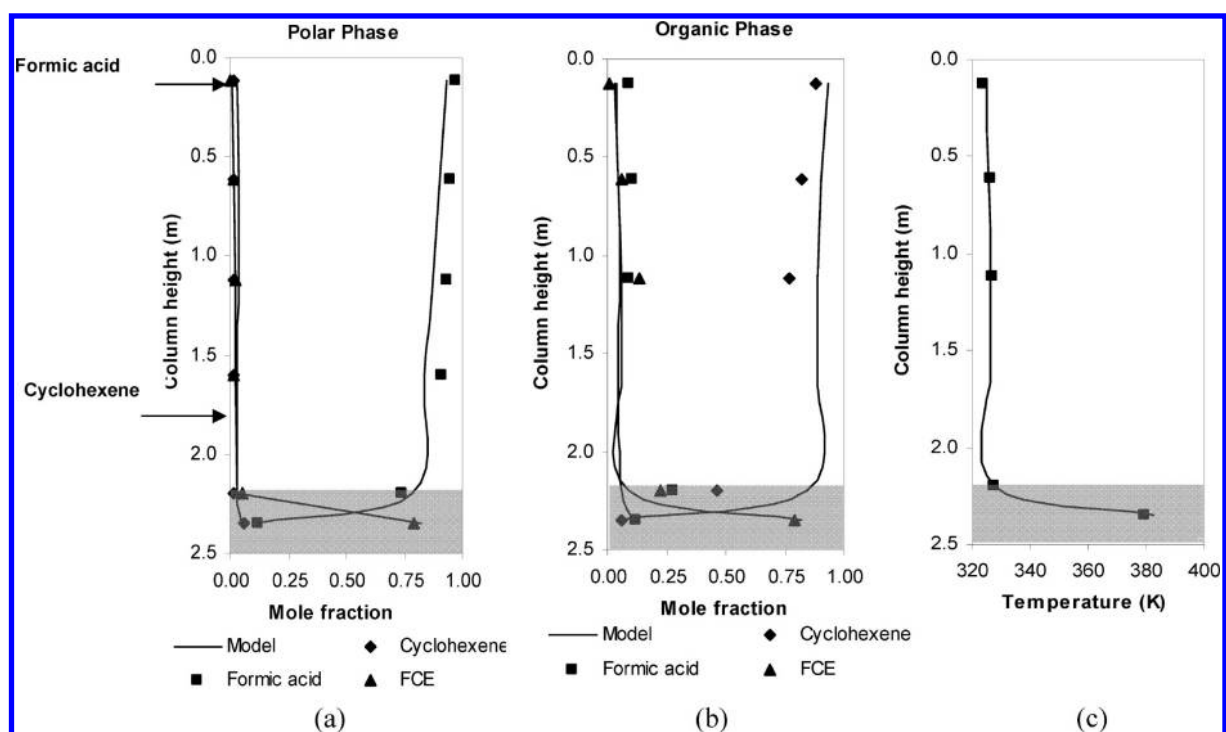 Polar Phase
Organic Phase
Formic acid
Cyclohexene
0.0
0.5
1.0
1.5
2.0
2.5
Column height (m)
0.00 0.25 0.50 0.75 1.00
Mole fraction
Model
Cyclohexene
Formic acid
FCE
(a)
0.0
0.5
1.0
1.5
2.0
2.5
Column height (m)
0.00 0.25 0.50 0.75 1.00
Mole fraction
Model
Cyclohexene
Formic acid
FCE
(b)
0.0
0.5
1.0
1.5
2.0
2.5
Column height (m)
320 340 360 380 400
Temperature (K)
(c)